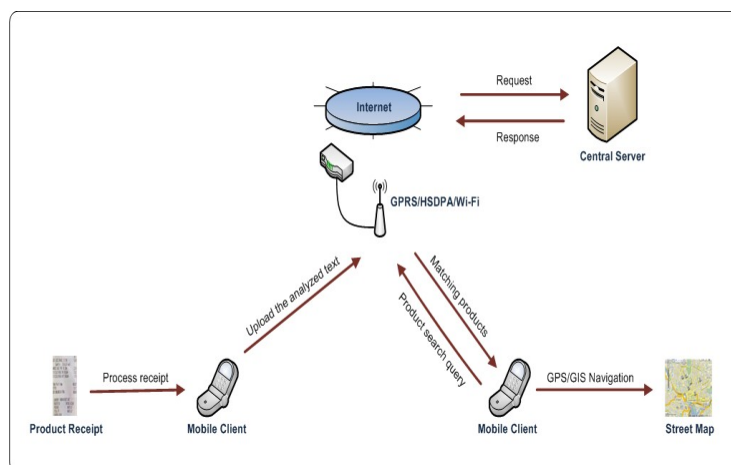 Internet
Request
Response
Central Server
GPRS/HSDPA/Wi-Fi
Upload the analyzed text
Matching products
Product search query
Process receipt
GPS/GIS Navigation
Product Receipt
Mobile Client
Mobile Client
Street Map